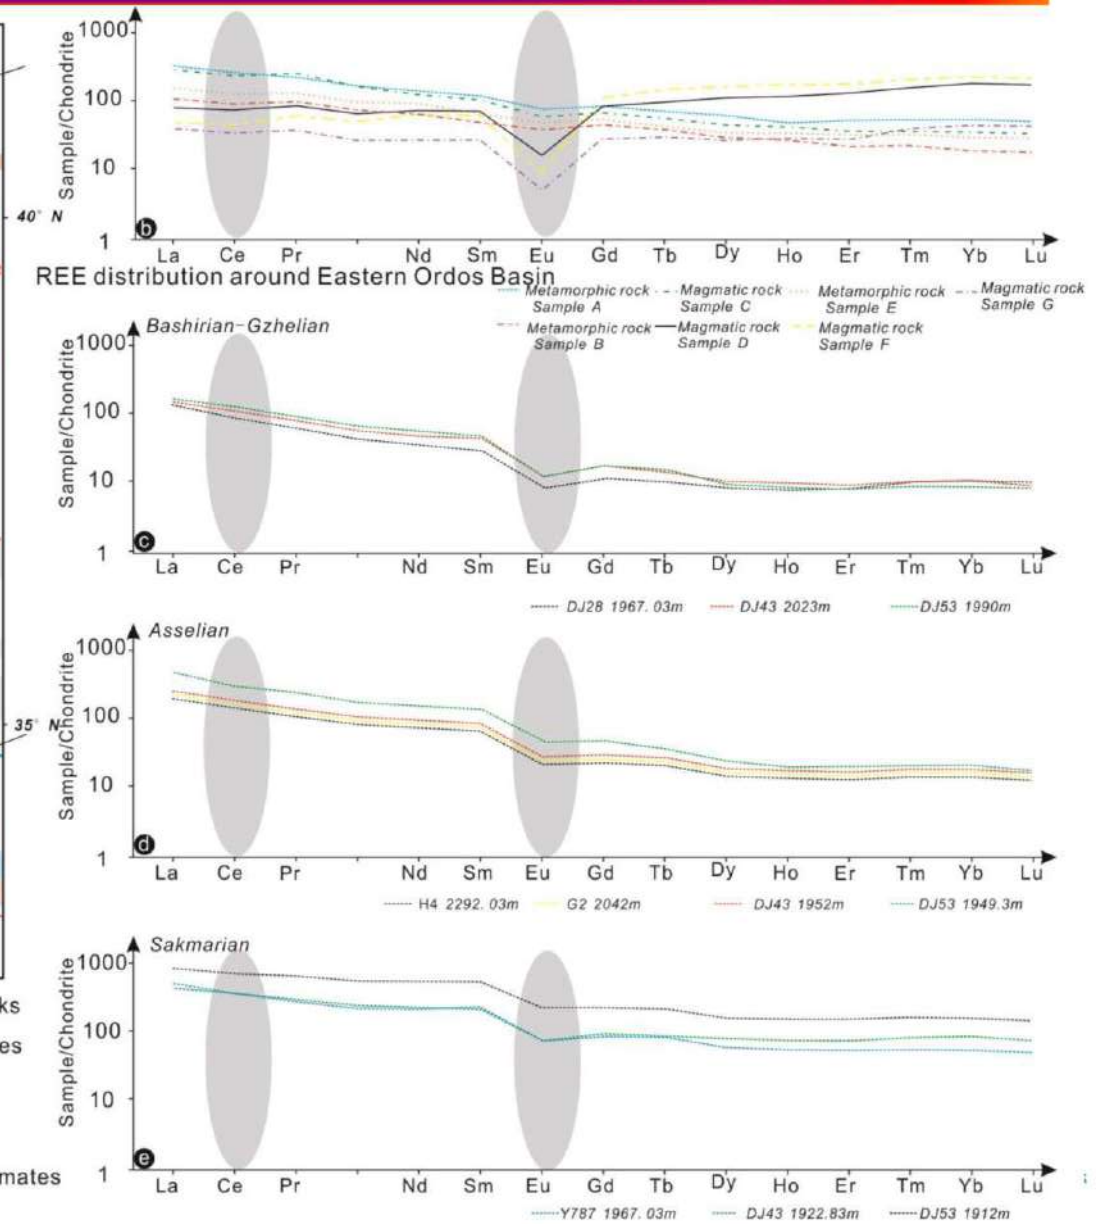 1000
100
10
1
Sample/Chondrite
40° N
b
La Ce Pr Nd Sm Eu Gd Tb Dy Ho Er Tm Yb Lu
REE distribution around Eastern Ordos Basin
Metamorphic rock Sample A
Magmatic rock Sample C
Metamorphic rock Sample E
Magmatic rock Sample G
Metamorphic rock Sample B
Magmatic rock Sample D
Magmatic rock Sample F
Bashirian-Gzhelian
1000
100
10
1
Sample/Chondrite
c
La Ce Pr Nd Sm Eu Gd Tb Dy Ho Er Tm Yb Lu
DJ28 1967.03m DJ43 2023m DJ53 1990m
Asselian
1000
100
10
1
Sample/Chondrite
35° N
d
La Ce Pr Nd Sm Eu Gd Tb Dy Ho Er Tm Yb Lu
H4 2292.03m G2 2042m DJ43 1952m DJ53 1949.3m
Sakmarian
1000
100
10
1
Sample/Chondrite
ks
es
mates
e
La Ce Pr Nd Sm Eu Gd Tb Dy Ho Er Tm Yb Lu
Y787 1967.03m DJ43 1922.83m DJ53 1912m